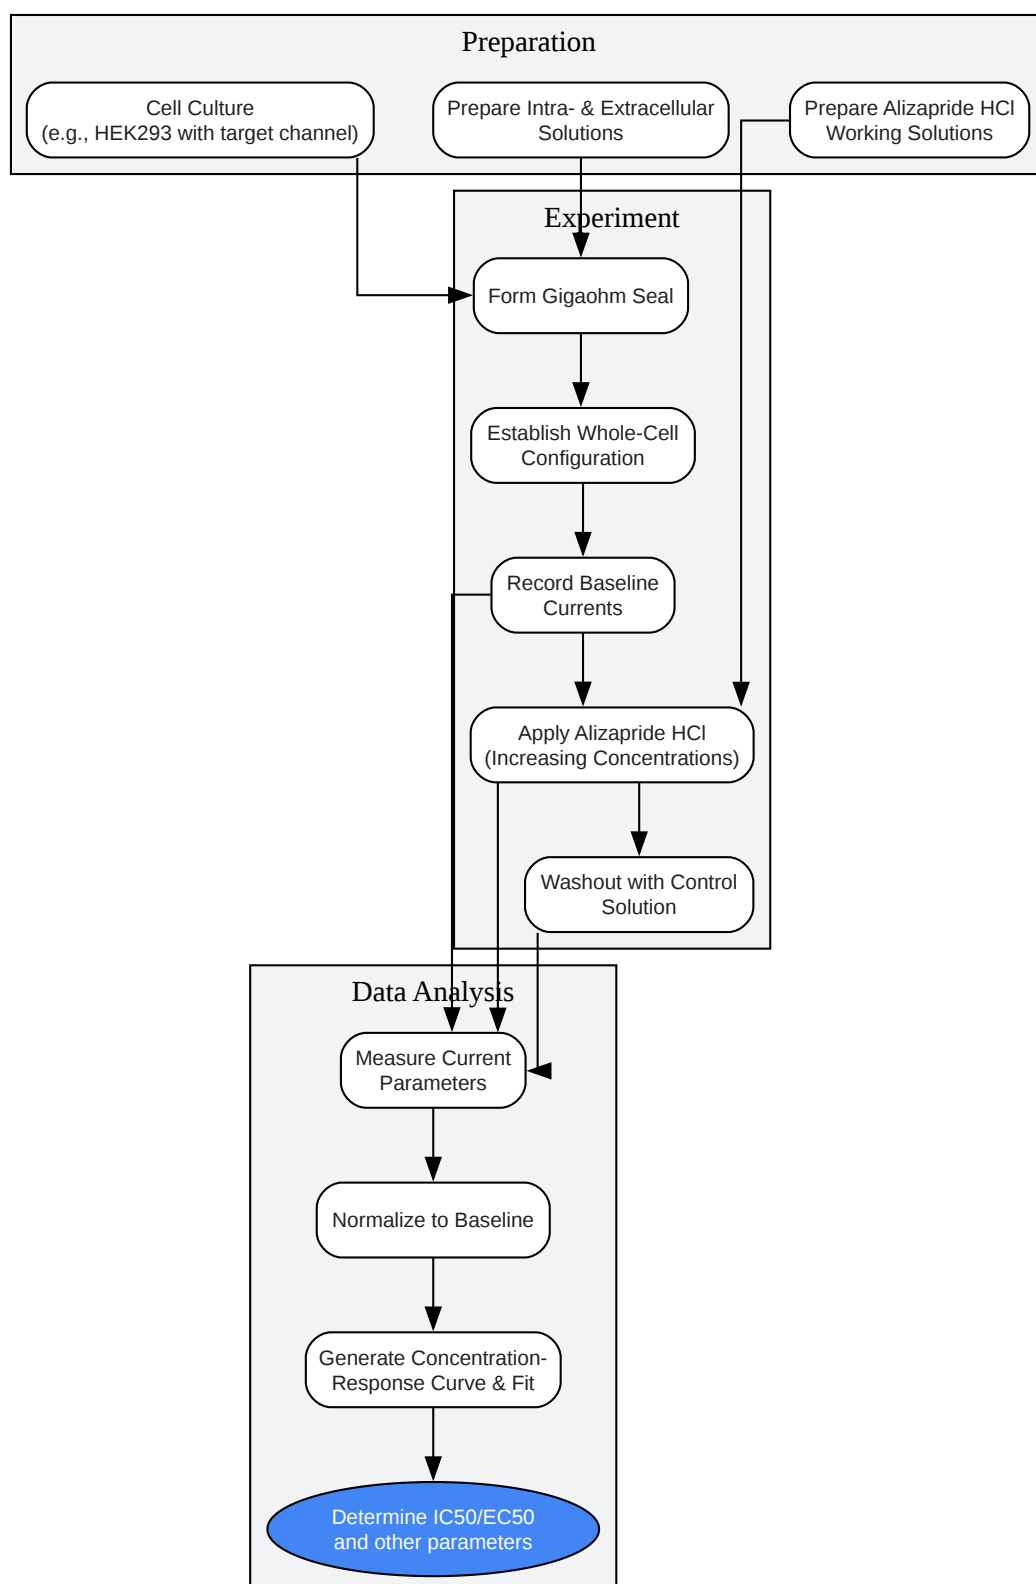 Preparation
Cell Culture
(e.g., HEK293 with target channel)
Prepare Intra- & Extracellular
Solutions
Prepare Alizapride HCl
Working Solutions
Experiment
Form Gigaohm Seal
Establish Whole-Cell
Configuration
Record Baseline
Currents
Apply Alizapride HCl
(Increasing Concentrations)
Washout with Control
Solution
Data Analysis
Measure Current
Parameters
Normalize to Baseline
Generate Concentration-
Response Curve & Fit
Determine IC50/EC50
and other parameters